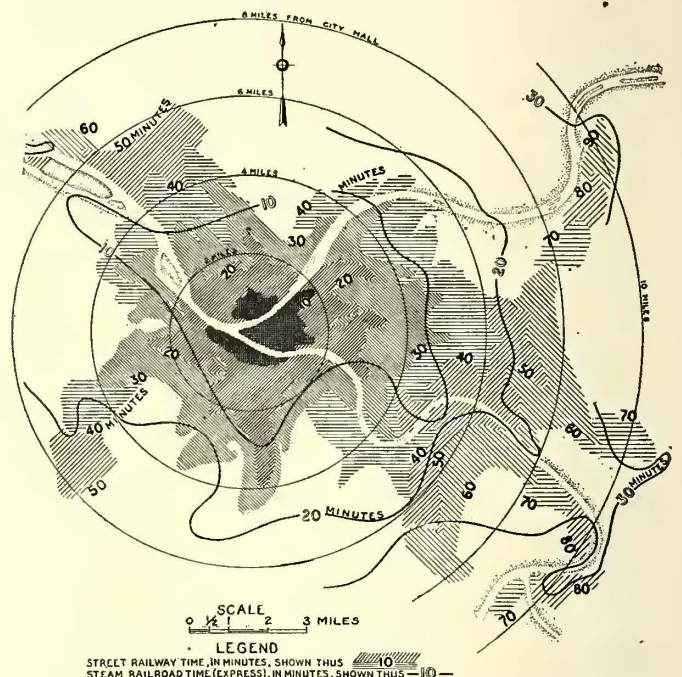 8 MILES FROM CITY HALL
6 MILES
4 MILES
2 MILES
10 MILES
30
60
50 MINUTES
90
40
80
10
10
40
MINUTES
70
30
20
20
20
10
20
30
40
50
30
40 MINUTES
50
60
70
40
50
60
70
30 MINUTES
20 MINUTES
80
80
70
SCALE
0 ½ 1 2 3 MILES
LEGEND
STREET RAILWAY TIME, IN MINUTES, SHOWN THUS 10
STEAM RAILROAD TIME (EXPRESS), IN MINUTES, SHOWN THUS —10—